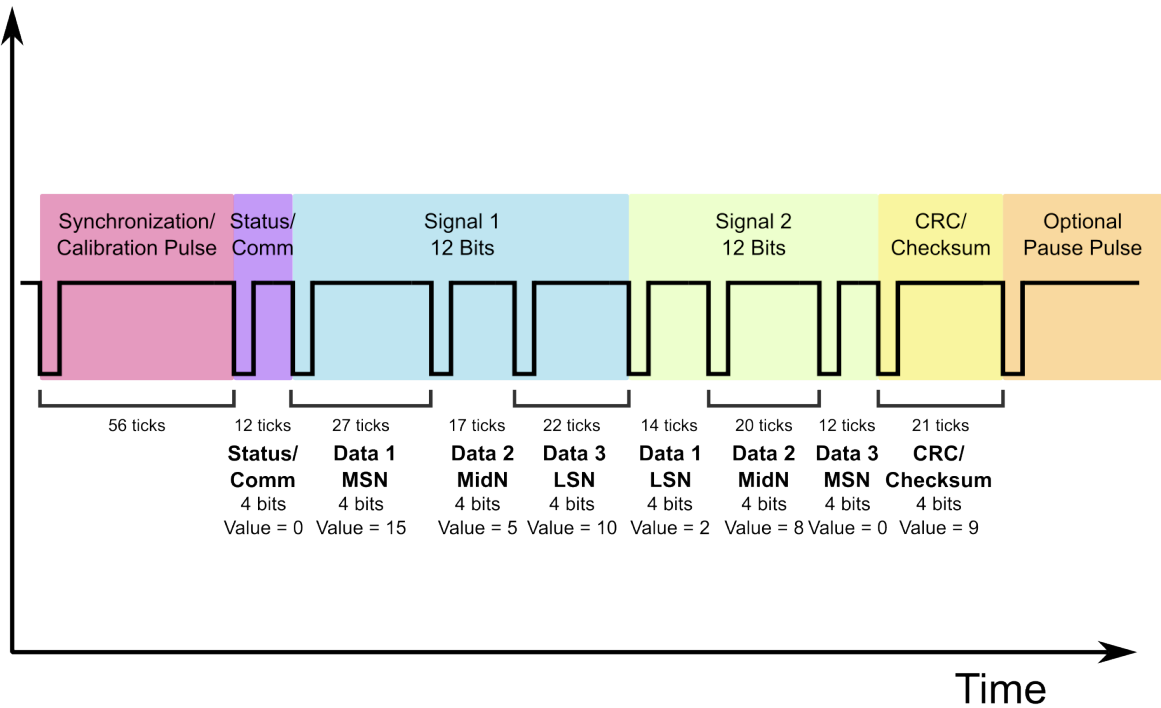 Synchronization/
Calibration Pulse
Status/
Comm
Signal 1
12 Bits
Signal 2
12 Bits
CRC/
Checksum
Optional
Pause Pulse
56 ticks
12 ticks
27 ticks
17 ticks
22 ticks
14 ticks
20 ticks
12 ticks
21 ticks
Status/
Comm
4 bits
Value = 0
Data 1
MSN
4 bits
Value = 15
Data 2
MidN
4 bits
Value = 5
Data 3
LSN
4 bits
Value = 10
Data 1
LSN
4 bits
Value = 2
Data 2
MidN
4 bits
Value = 8
Data 3
MSN
4 bits
Value = 0
CRC/
Checksum
4 bits
Value = 9
Time